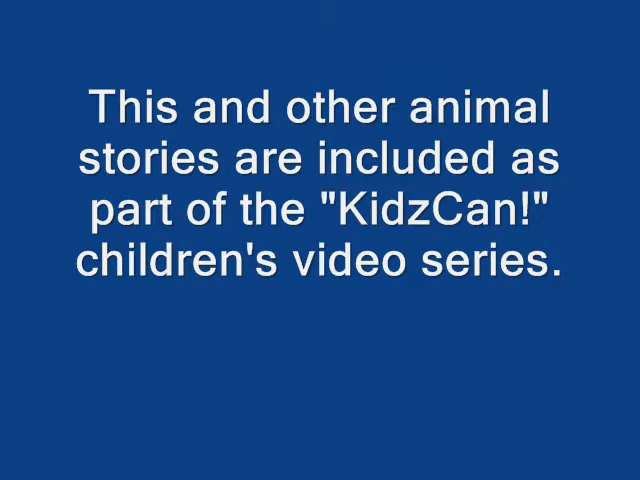 This and other animal
stories are included as
part of the "KidzCan!"
children's video series.